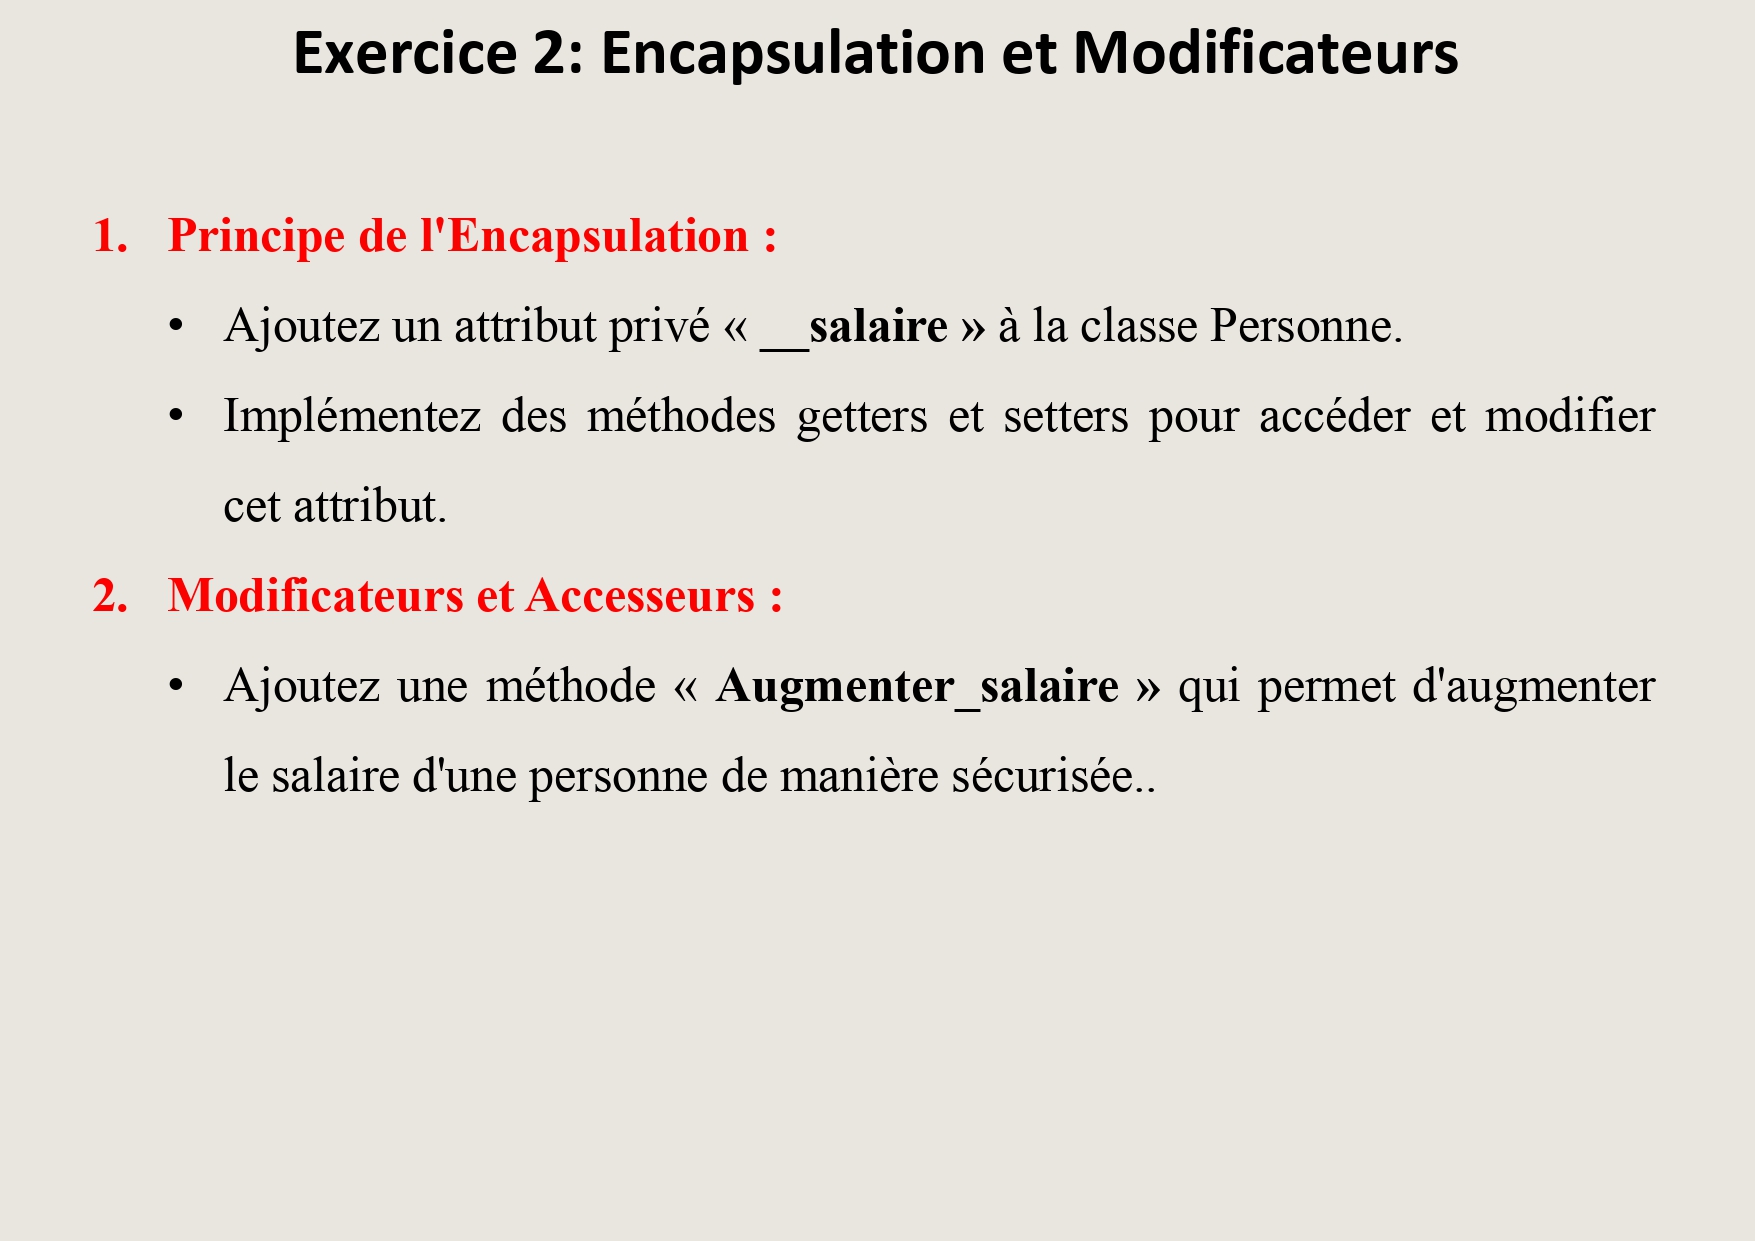 Exercice 2: Encapsulation et Modificateurs
1. Principe de l'Encapsulation :
• Ajoutez un attribut privé « __salaire » à la classe Personne.
• Implémentez des méthodes getters et setters pour accéder et modifier
cet attribut.
2. Modificateurs et Accesseurs :
• Ajoutez une méthode « Augmenter_salaire » qui permet d'augmenter
le salaire d'une personne de manière sécurisée..